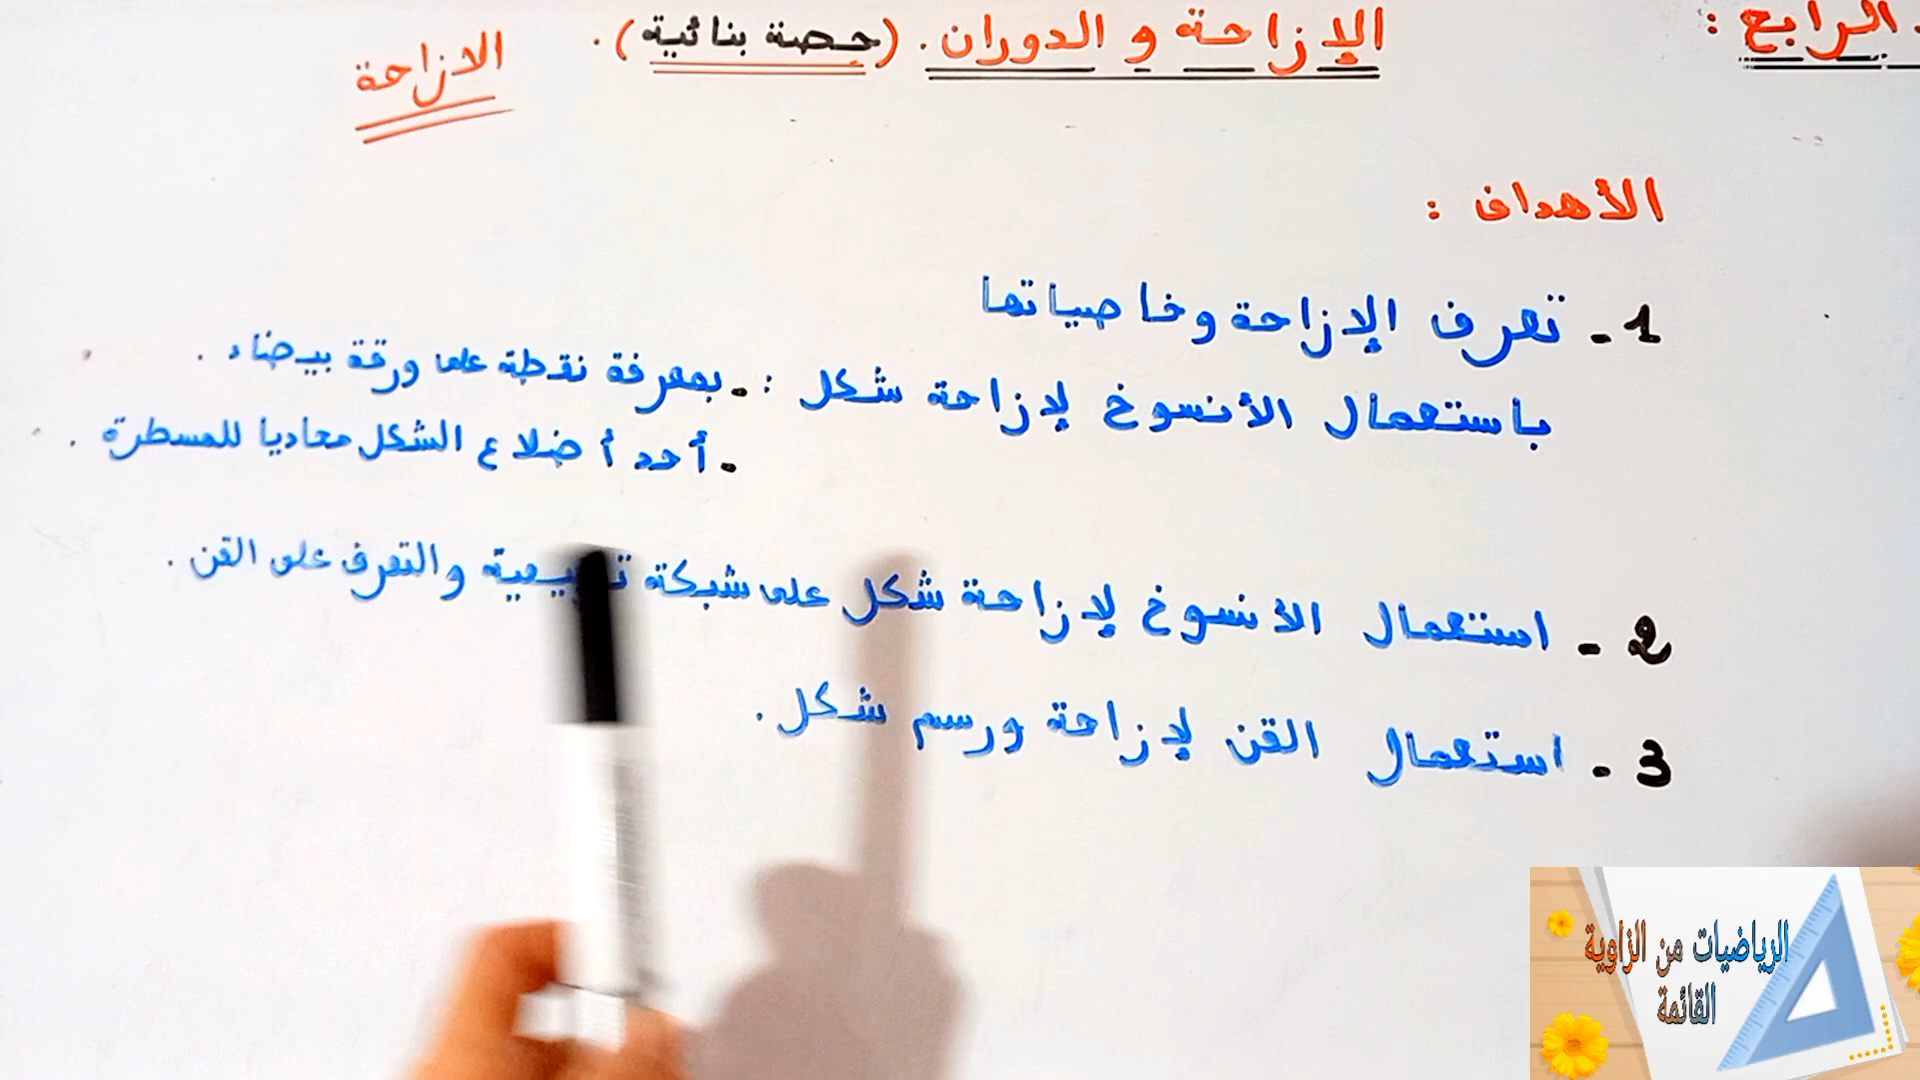 الرابع :
الإزاحة و الدوران. (حصة بنائية).
الازاحة
الأهداف :
1 - تعرف الإزاحة وخاصياتها
باستعمال الأنسوخ لإزاحة شكل : - بمعرفة نقطة على ورقة بيضاء .
- أحد أضلاع الشكل محاديا للمسطرة .
2 - استعمال الأنسوخ لإزاحة شكل على شبكة تربيعية والتعرف على القن .
3 - استعمال القن لإزاحة ورسم شكل .
الرياضيات من الزاوية
القائمة